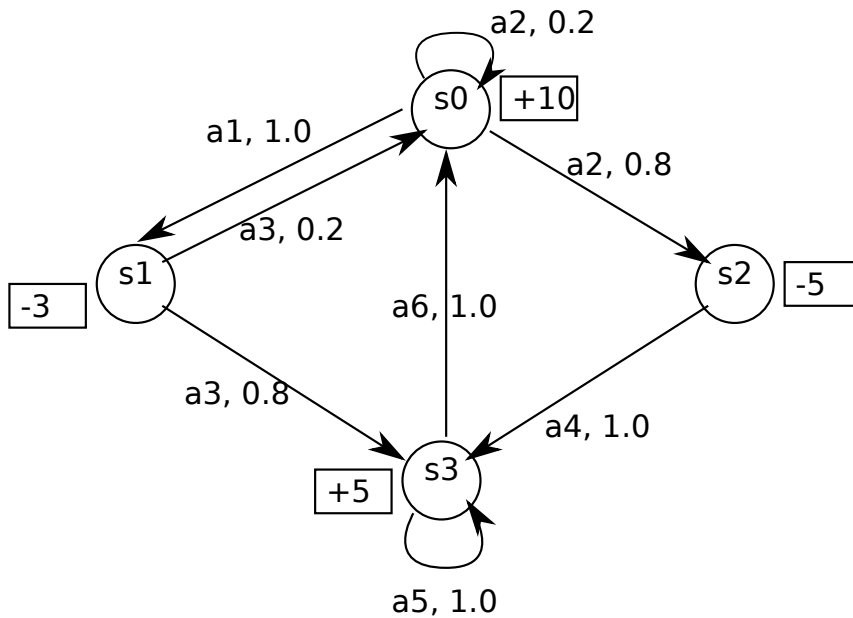 a2, 0.2
s0
+10
a1, 1.0
a2, 0.8
a3, 0.2
s1
s2
-3
-5
a6, 1.0
a3, 0.8
a4, 1.0
s3
+5
a5, 1.0